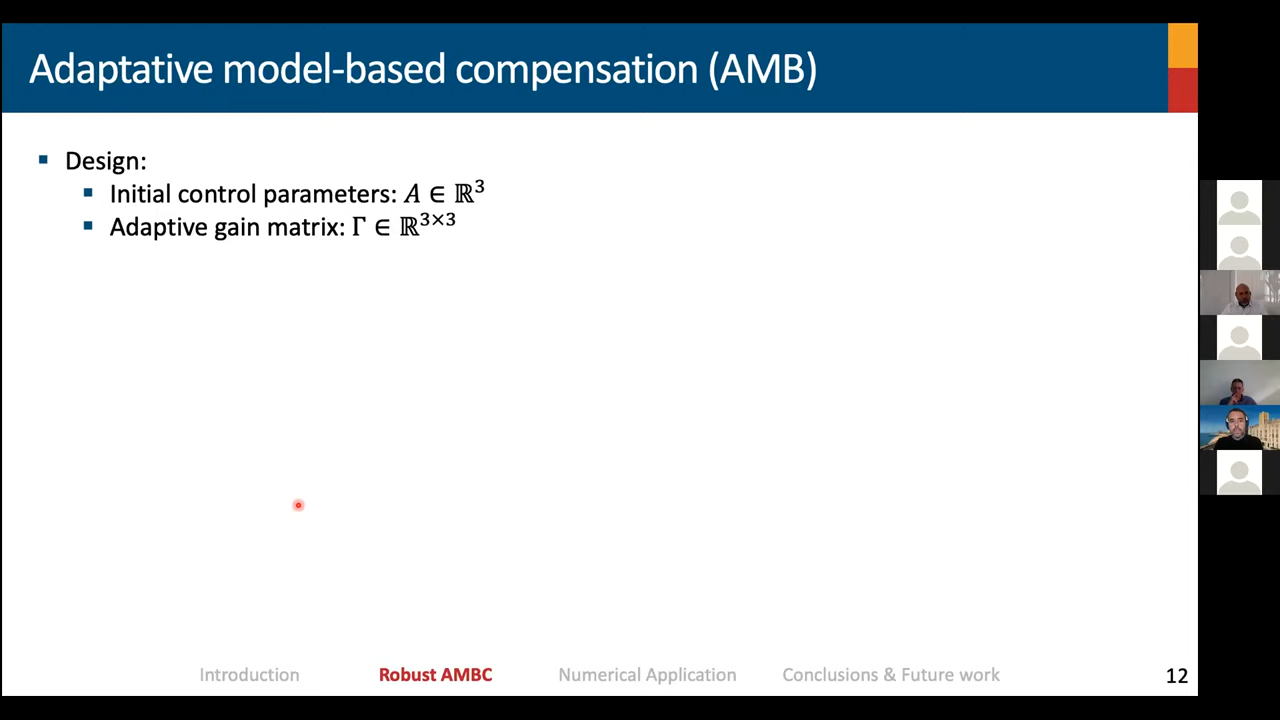 Adaptative model-based compensation (AMB)
▪ Design:
▪ Initial control parameters: A ∈ ℝ³
▪ Adaptive gain matrix: Γ ∈ ℝ³ˣ³
Introduction Robust AMBC Numerical Application Conclusions & Future work 12